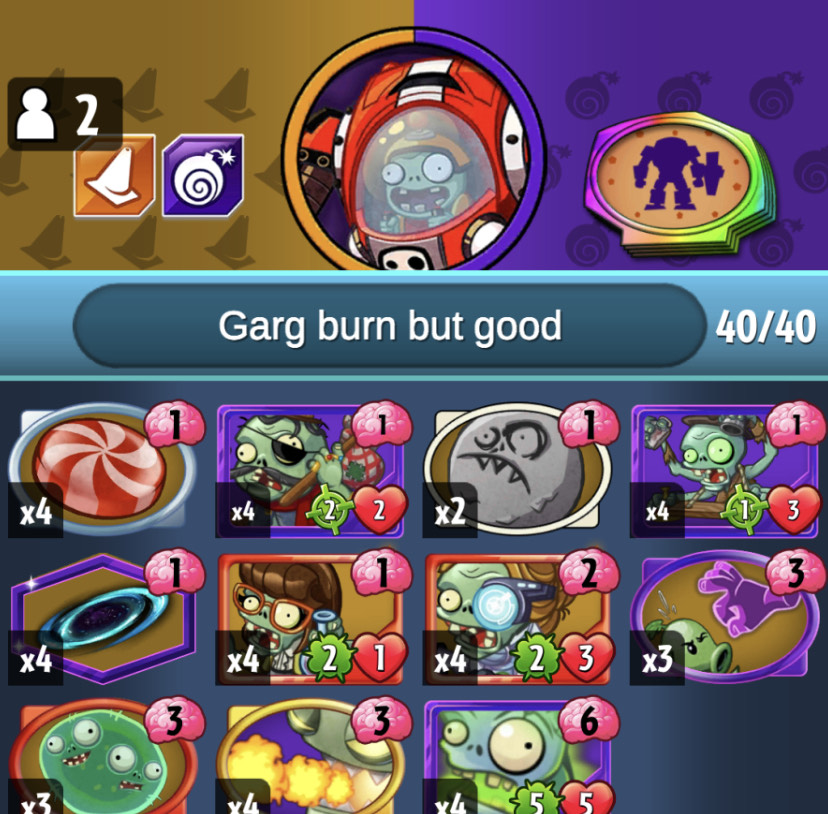 2
Garg burn but good 40/40
1 1 1 1
x4 x4 2 2 x2 x4 1 3
1 1 2 3
x4 x4 2 1 x4 2 3 x3
3 3 6
x3 x4 x4 5 5